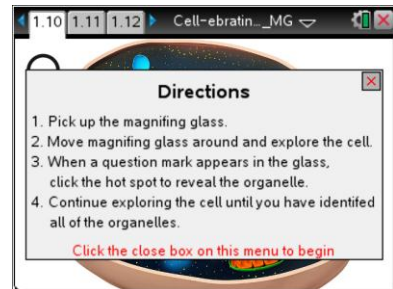 1.10 1.11 1.12 Cell-ebratin..._MG
Directions
1. Pick up the magnifing glass.
2. Move magnifing glass around and explore the cell.
3. When a question mark appears in the glass,
click the hot spot to reveal the organelle.
4. Continue exploring the cell until you have identifed
all of the organelles.
Click the close box on this menu to begin